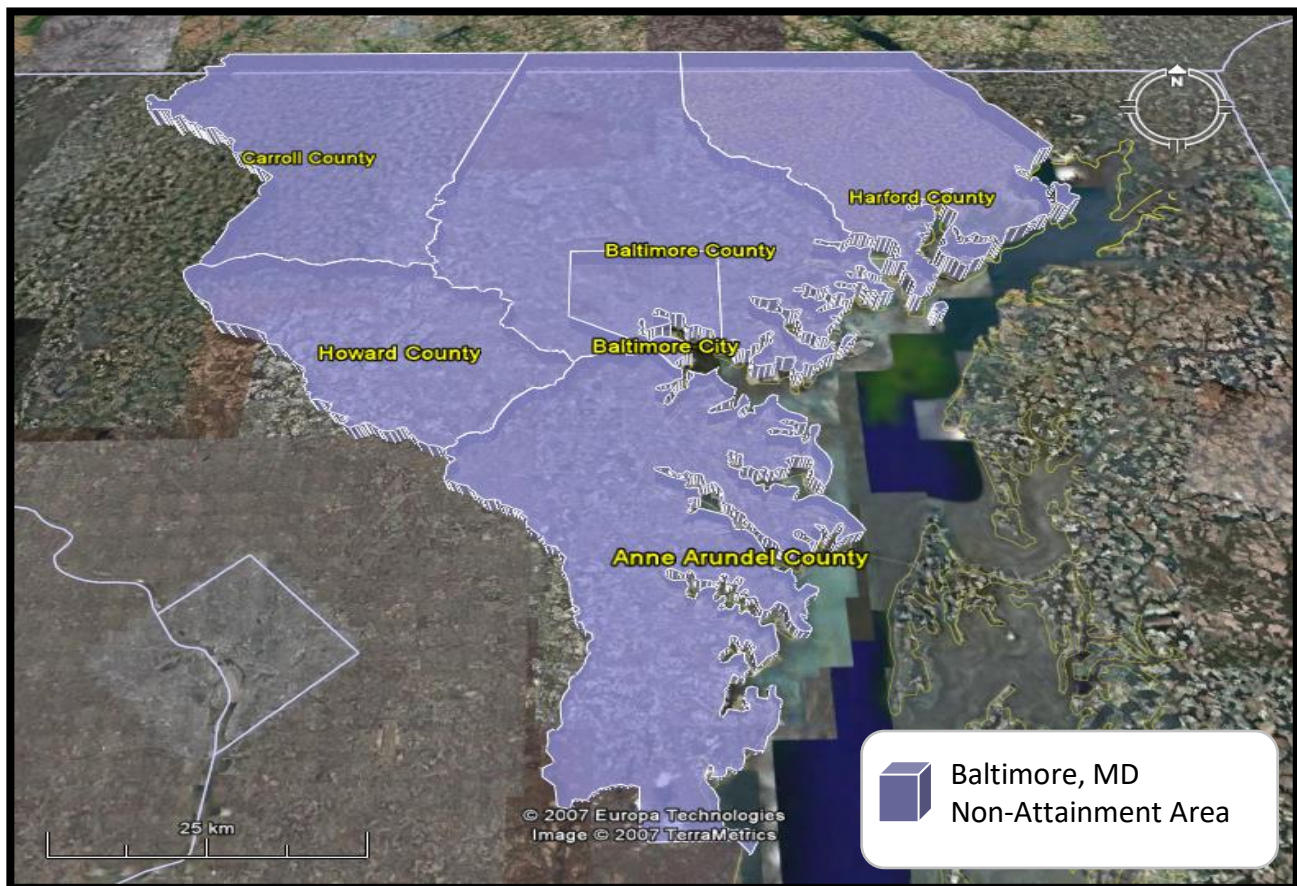 N
Carroll County
Harford County
Baltimore County
Baltimore City
Howard County
Anne Arundel County
© 2007 Europa Technologies
Image © 2007 TerraMetrics
25 km
Baltimore, MD
Non-Attainment Area